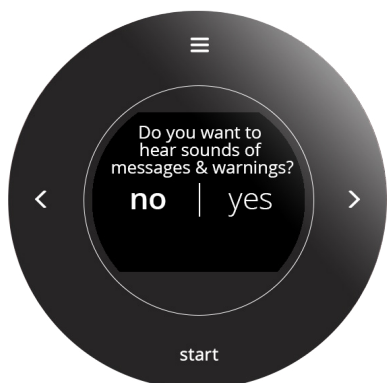 Do you want to
hear sounds of
messages & warnings?
no | yes
start